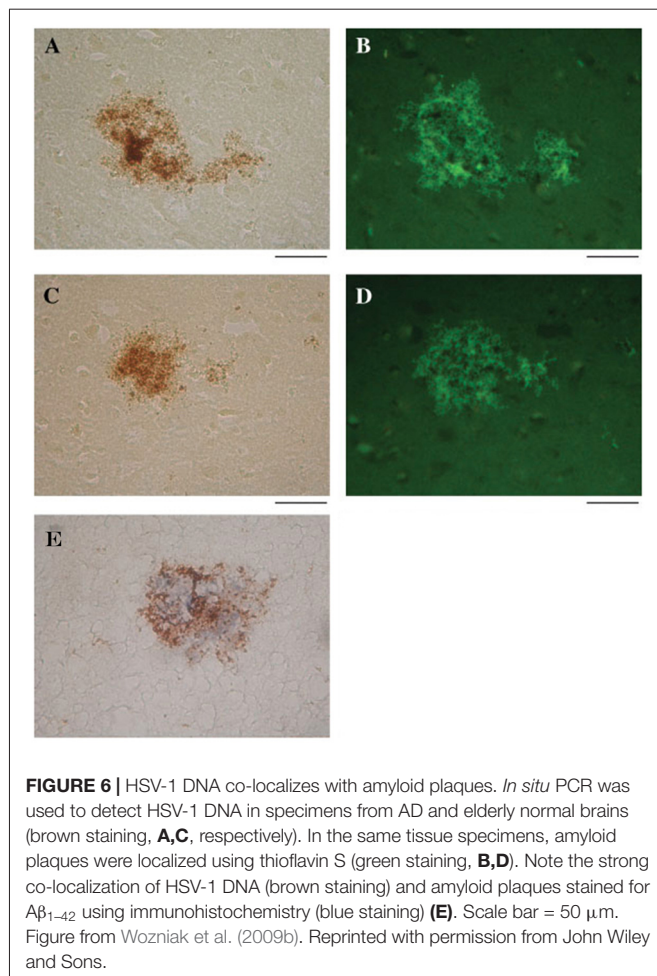 A
B
C
D
E
FIGURE 6 | HSV-1 DNA co-localizes with amyloid plaques. In situ PCR was
used to detect HSV-1 DNA in specimens from AD and elderly normal brains
(brown staining, A,C, respectively). In the same tissue specimens, amyloid
plaques were localized using thioflavin S (green staining, B,D). Note the strong
co-localization of HSV-1 DNA (brown staining) and amyloid plaques stained for
Aβ1–42 using immunohistochemistry (blue staining) (E). Scale bar = 50 μm.
Figure from Wozniak et al. (2009b). Reprinted with permission from John Wiley
and Sons.